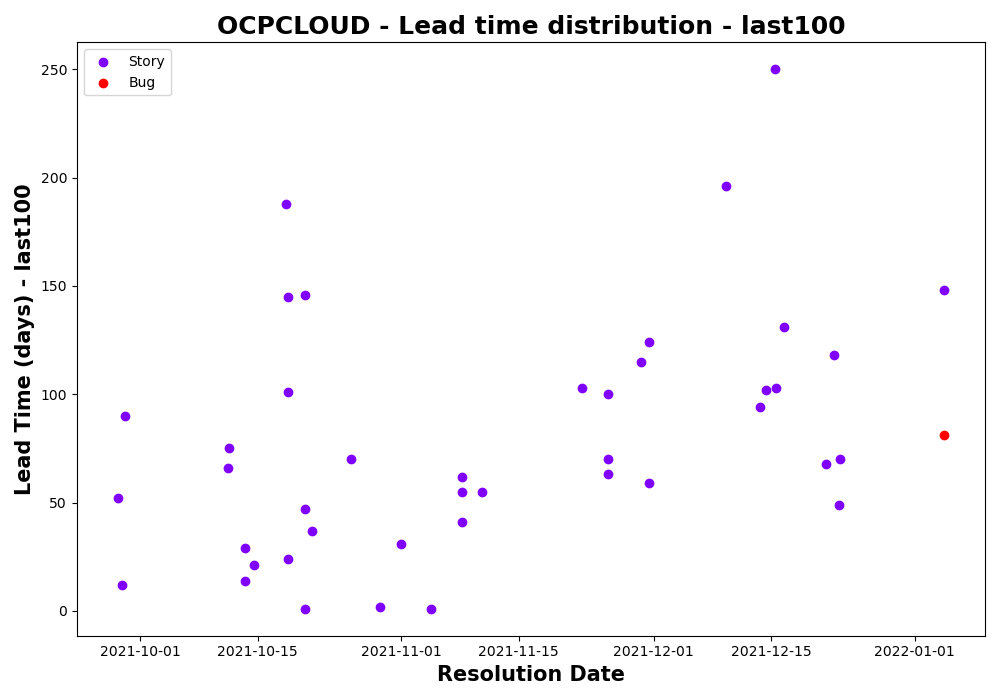 OCPCLOUD - Lead time distribution - last100
Story
Bug
Lead Time (days) - last100
250
200
150
100
50
0
2021-10-01
2021-10-15
2021-11-01
2021-11-15
2021-12-01
2021-12-15
2022-01-01
Resolution Date